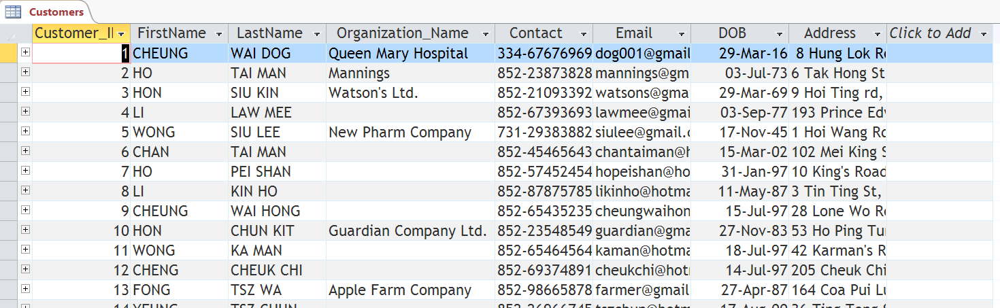 Customers
Customer_I FirstName LastName Organization_Name Contact Email DOB Address Click to Add
1 CHEUNG WAI DOG Queen Mary Hospital 334-67676969 dog001@gmail 29-Mar-16 8 Hung Lok R
2 HO TAI MAN Mannings 852-23873828 mannings@gm 03-Jul-73 6 Tak Hong St
3 HON SIU KIN Watson's Ltd. 852-21093392 watsons@gma 29-Mar-69 9 Hoi Ting rd,
4 LI LAW MEE 852-67393693 lawmee@gmai 03-Sep-77 193 Prince Ed
5 WONG SIU LEE New Pharm Company 731-29383882 siulee@gmail.c 17-Nov-45 1 Hoi Wang Ro
6 CHAN TAI MAN 852-45465643 chantaiman@h 15-Mar-02 102 Mei King S
7 HO PEI SHAN 852-57452454 hopeishan@ho 31-Jan-97 10 King's Road
8 LI KIN HO 852-87875785 likinho@hotma 11-May-87 3 Tin Ting St,
9 CHEUNG WAI HONG 852-65435235 cheungwaihon 15-Jul-97 28 Lone Wo R
10 HON CHUN KIT Guardian Company Ltd. 852-23548549 guardian@gma 27-Nov-83 53 Ho Ping Tu
11 WONG KA MAN 852-65464564 kaman@hotma 18-Jul-97 42 Karman's R
12 CHENG CHEUK CHI 852-69374891 cheukchi@hot 14-Jul-97 205 Cheuk Chi
13 FONG TSZ WA Apple Farm Company 852-98665878 farmer@gmail 27-Apr-87 164 Coa Pui Lu
14 YEUNG TSZ CHUN